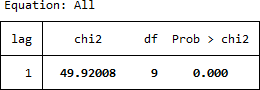 Equation: All
lag chi2 df Prob > chi2
1 49.92008 9 0.000